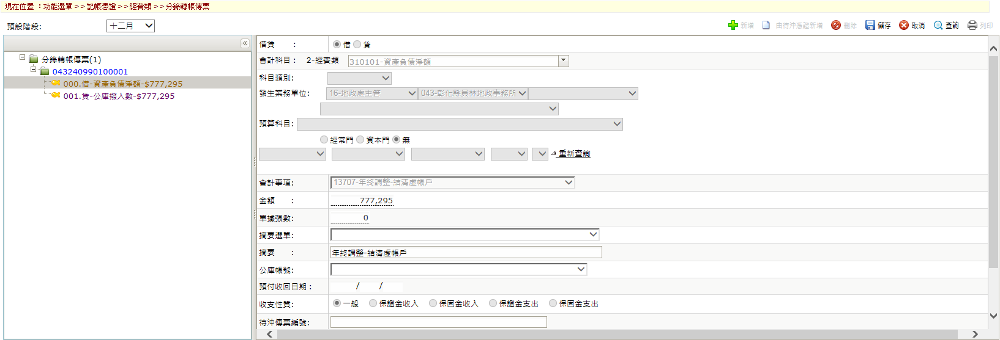 現在位置 ：功能選單 >> 記帳憑證 >> 經費類 >> 分錄轉帳傳票
預設階段: 十二月 新增 由待沖憑證新增 刪除 儲存 取消 查詢 列印
«
分錄轉帳傳票(1)
043240990100001
000.借-資產負債淨額-$777,295
001.貸-公庫撥入數-$777,295
借貸 : 借 貸
會計科目: 2-經費類 310101-資產負債淨額
科目類別:
發生業務單位: 16-地政處主管 043-彰化縣員林地政事務所
預算科目:
經常門 資本門 無
重新查詢
會計事項: 13707-年終調整-結清虛帳戶
金額 : 777,295
單據張數: 0
摘要選單:
摘要 : 年終調整-結清虛帳戶
公庫帳號:
預付收回日期: / /
收支性質: 一般 保證金收入 保固金收入 保證金支出 保固金支出
待沖傳票編號: